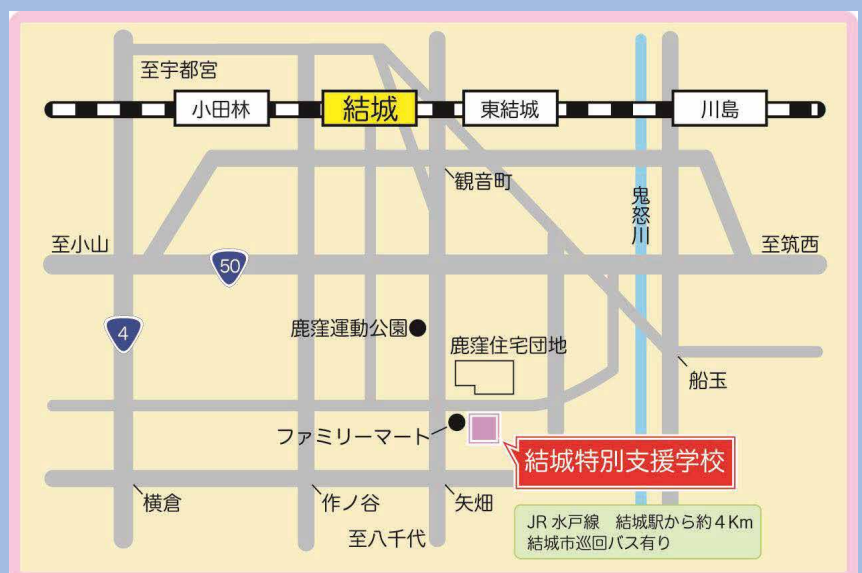 至宇都宮
小田林
結城
東結城
川島
観音町
鬼怒川
至小山
至筑西
50
4
鹿窪運動公園
鹿窪住宅団地
船玉
ファミリーマート
結城特別支援学校
横倉
作ノ谷
矢畑
至八千代
JR 水戸線　結城駅から約４Km
結城市巡回バス有り